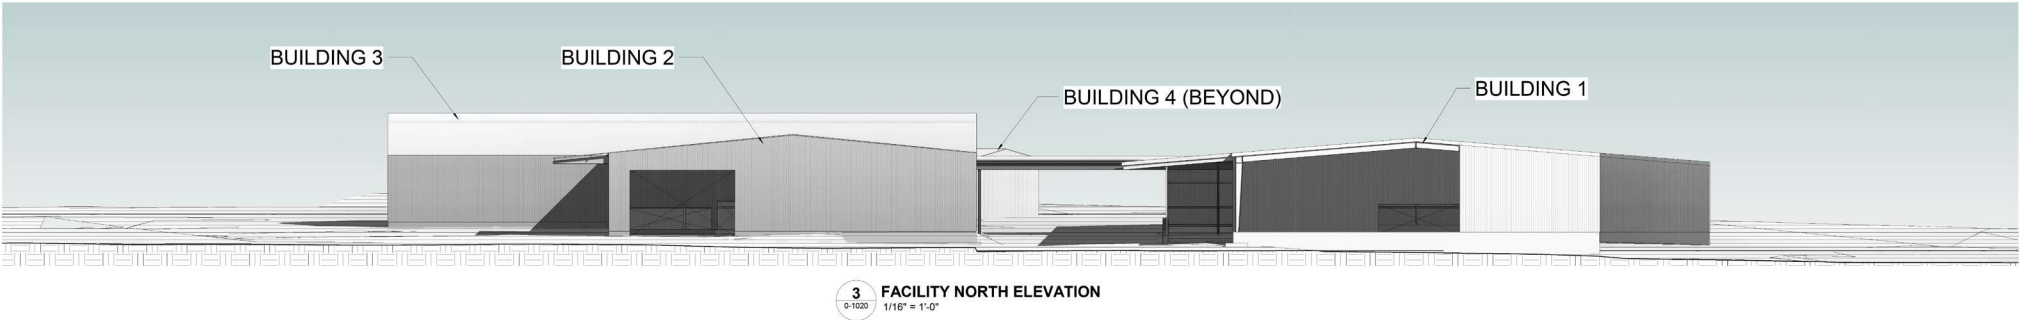 BUILDING 3
BUILDING 2
BUILDING 4 (BEYOND)
BUILDING 1
3
0-1020
FACILITY NORTH ELEVATION
1/16" = 1'-0"